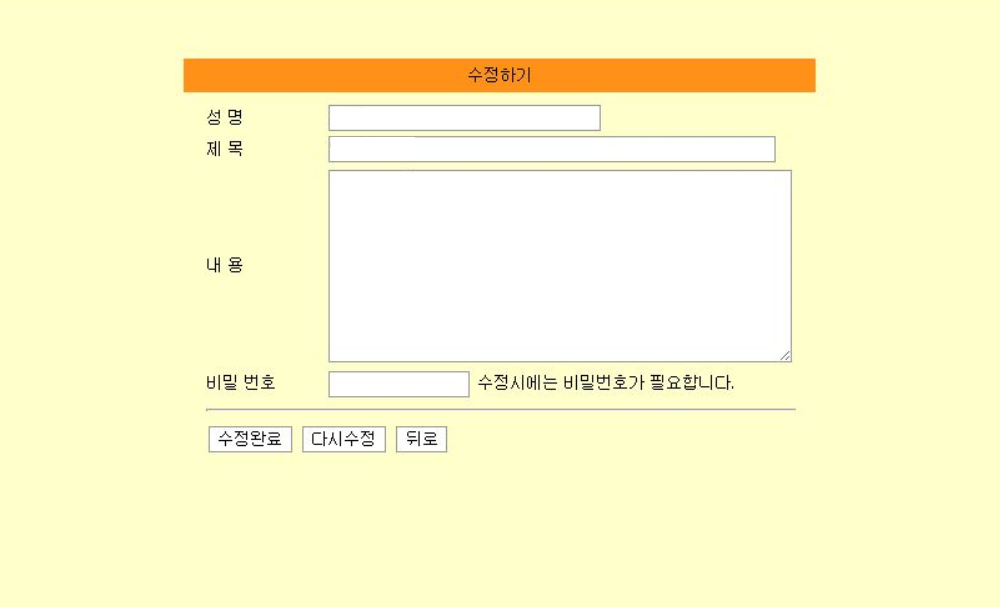 수정하기
성 명
제 목
내 용
비밀 번호 수정시에는 비밀번호가 필요합니다.
수정완료 다시수정 뒤로